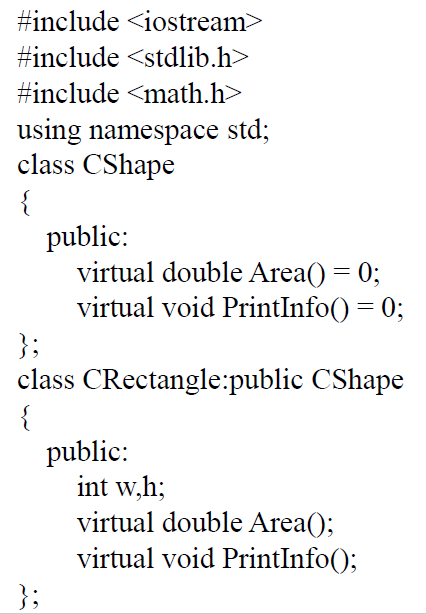 #include <iostream>
#include <stdlib.h>
#include <math.h>
using namespace std;
class CShape
{
public:
virtual double Area() = 0;
virtual void PrintInfo() = 0;
};
class CRectangle:public CShape
{
public:
int w,h;
virtual double Area();
virtual void PrintInfo();
};